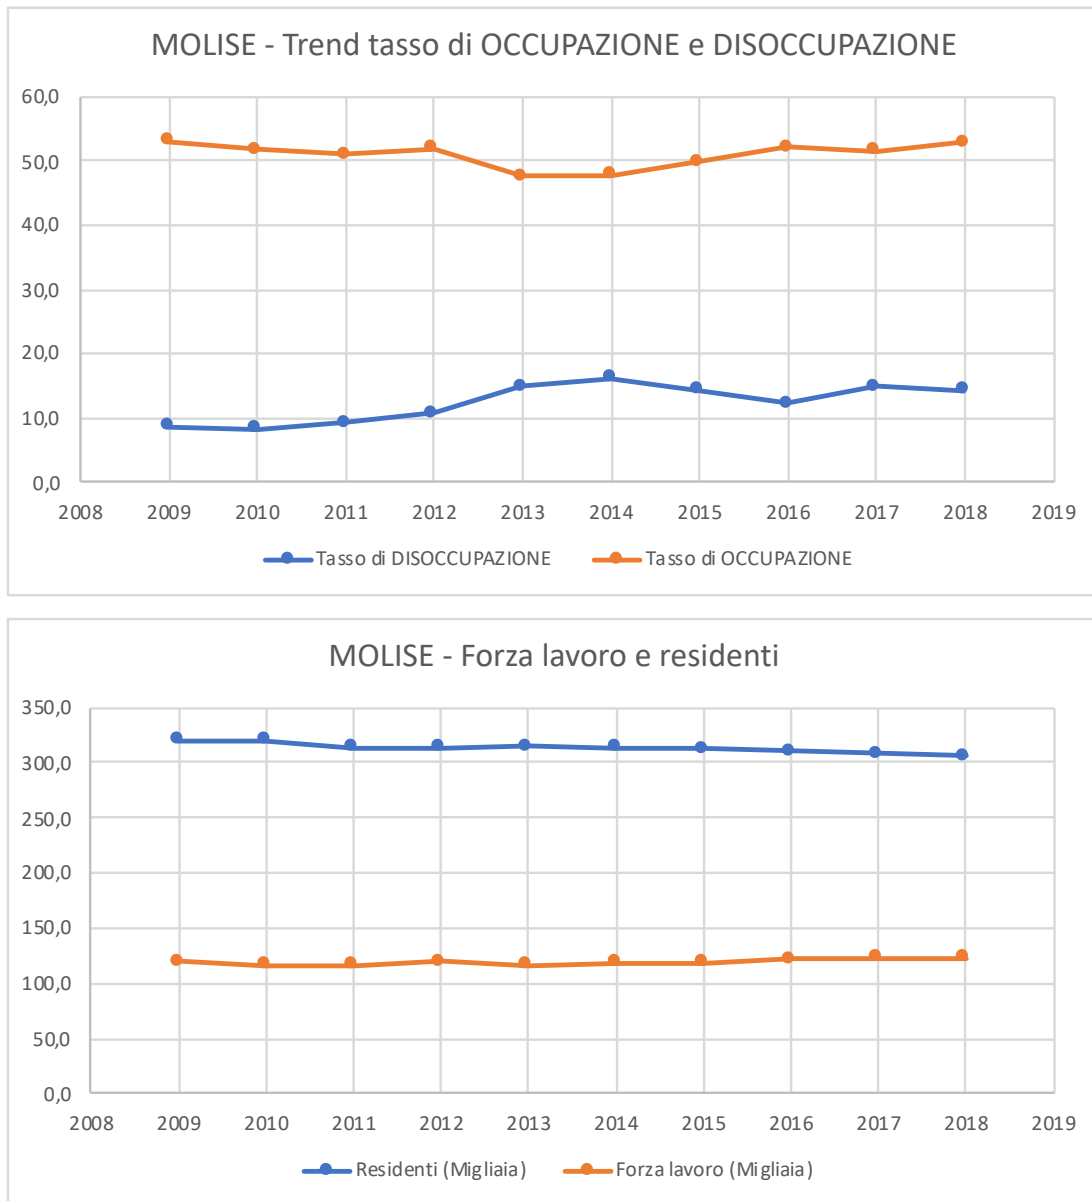 MOLISE - Trend tasso di OCCUPAZIONE e DISOCCUPAZIONE
60,0
50,0
40,0
30,0
20,0
10,0
0,0
2008 2009 2010 2011 2012 2013 2014 2015 2016 2017 2018 2019
Tasso di DISOCCUPAZIONE Tasso di OCCUPAZIONE
MOLISE - Forza lavoro e residenti
350,0
300,0
250,0
200,0
150,0
100,0
50,0
0,0
2008 2009 2010 2011 2012 2013 2014 2015 2016 2017 2018 2019
Residenti (Migliaia) Forza lavoro (Migliaia)